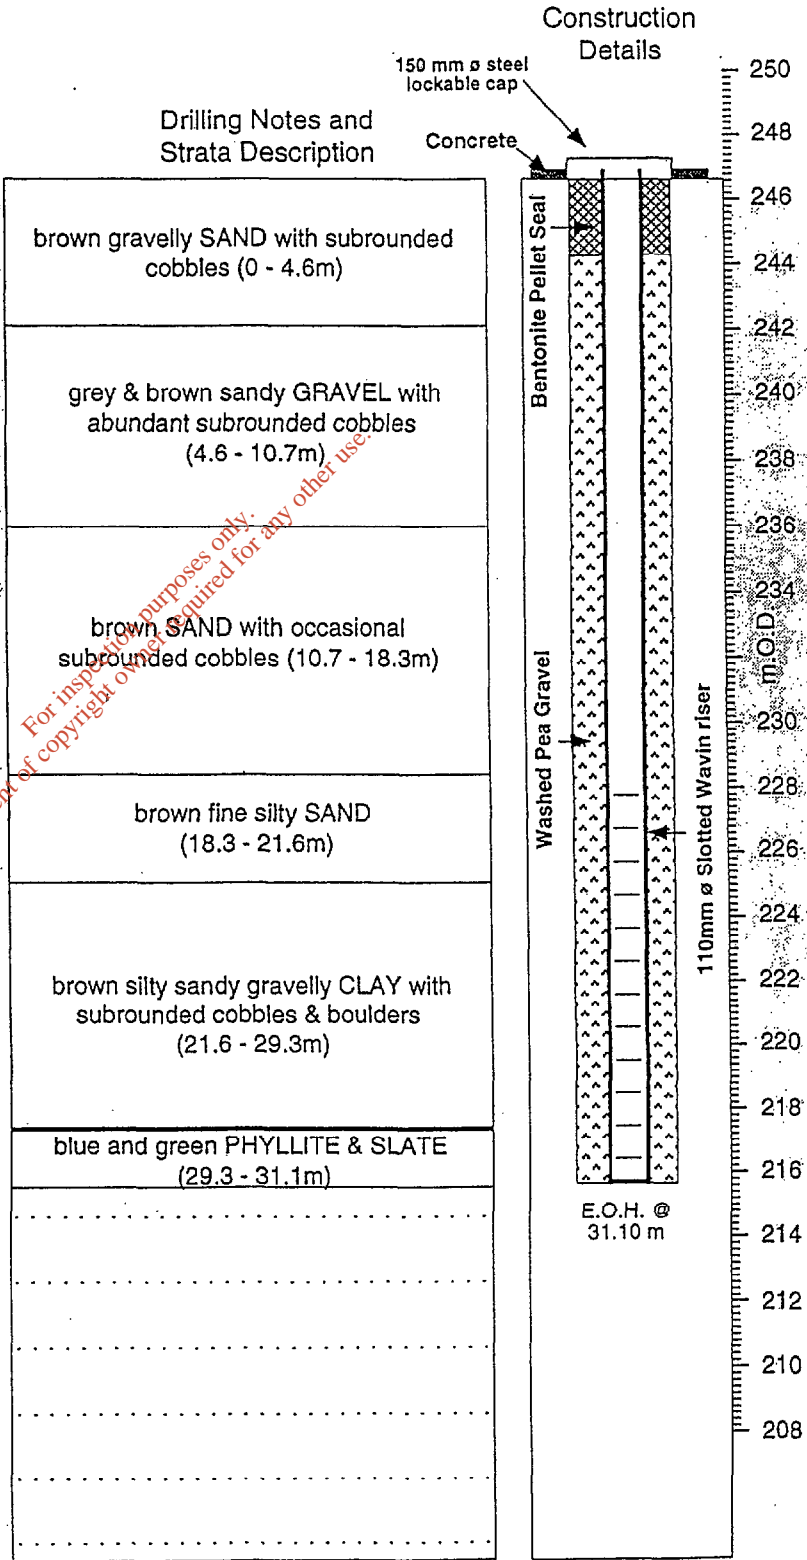 Construction
Details
150 mm ø steel
lockable cap
Drilling Notes and
Strata Description
Concrete
brown gravelly SAND with subrounded
cobbles (0 - 4.6m)
grey & brown sandy GRAVEL with
abundant subrounded cobbles
(4.6 - 10.7m)
brown SAND with occasional
subrounded cobbles (10.7 - 18.3m)
brown fine silty SAND
(18.3 - 21.6m)
brown silty sandy gravelly CLAY with
subrounded cobbles & boulders
(21.6 - 29.3m)
blue and green PHYLLITE & SLATE
(29.3 - 31.1m)
For inspection purposes only.
of copyright owner required for any other use.
Bentonite Pellet Seal
Washed Pea Gravel
110mm ø Slotted Wavin riser
E.O.H. @
31.10 m
250
248
246
244
242
240
238
236
234
m.O.D.
230
228
226
224
222
220
218
216
214
212
210
208